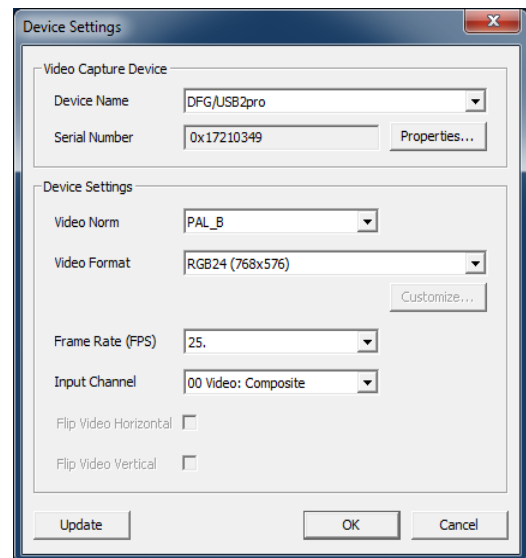 Device Settings
Video Capture Device
Device Name DFG/USB2pro
Serial Number 0x17210349 Properties...
Device Settings
Video Norm PAL_B
Video Format RGB24 (768x576)
Customize...
Frame Rate (FPS) 25.
Input Channel 00 Video: Composite
Flip Video Horizontal
Flip Video Vertical
Update OK Cancel